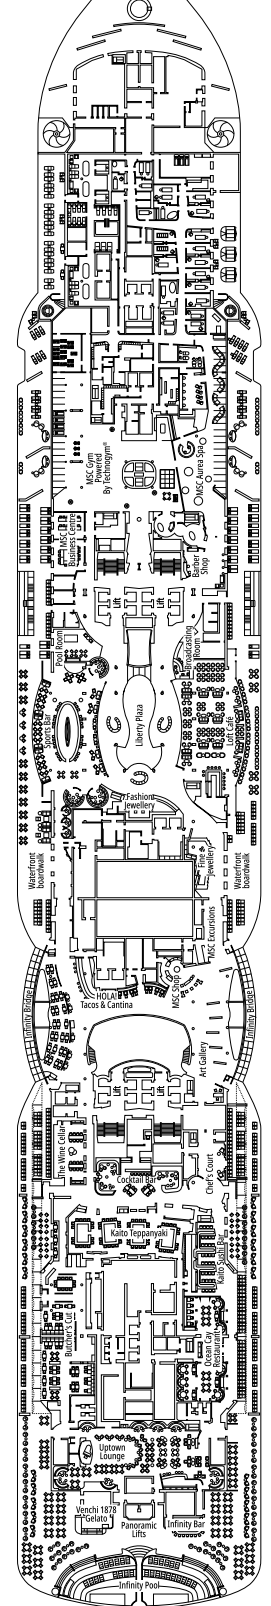 MSC Gym
Powered
By Technogym®
MSC Aurea Spa
MSC
Business Centre
Barber
Shop
Lift
Lift
Pool Room
Broadcasting
Room
Sports Bar
Liberty Plaza
Loft Café
Fashion
Jewellery
Waterfront
boardwalk
Fine
Jewellery
Waterfront
boardwalk
MSC Excursions
HOLA!
Tacos & Cantina
MSC Shop
Infinity Bridge
Infinity Bridge
Art Gallery
Lift
Lift
The Wine Cellar
Cocktail Bar
Chef's Court
Kaito Teppanyaki
Kaito Sushi Bar
Butcher's Cut
Ocean Cay
Restaurant
Uptown
Lounge
Venchi 1878
Gelato
Panoramic
Lifts
Infinity Bar
Infinity Pool